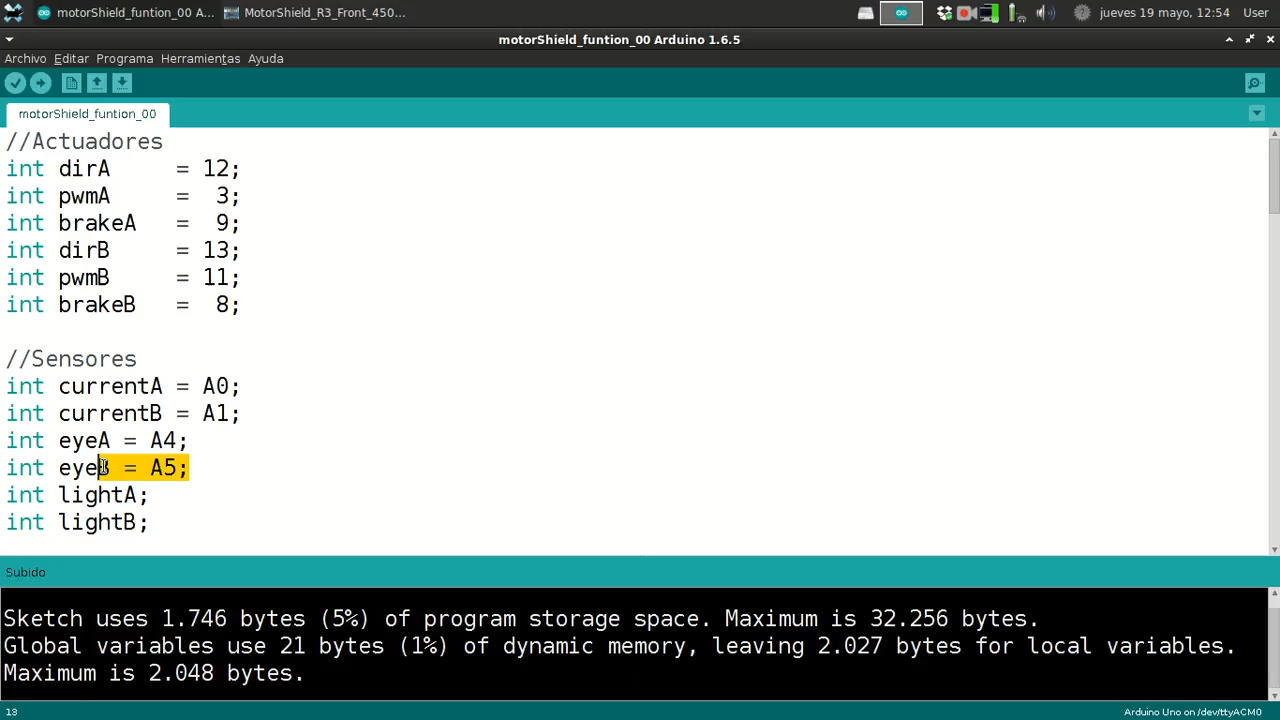 motorShield_funtion_00 A...
MotorShield_R3_Front_450...
jueves 19 mayo, 12:54
User
motorShield_funtion_00 Arduino 1.6.5
Archivo Editar Programa Herramientas Ayuda
motorShield_funtion_00
//Actuadores
int dirA     = 12;
int pwmA     =  3;
int brakeA   =  9;
int dirB     = 13;
int pwmB     = 11;
int brakeB   =  8;
//Sensores
int currentA = A0;
int currentB = A1;
int eyeA = A4;
int eyeB = A5;
int lightA;
int lightB;
Subido
Sketch uses 1.746 bytes (5%) of program storage space. Maximum is 32.256 bytes.
Global variables use 21 bytes (1%) of dynamic memory, leaving 2.027 bytes for local variables.
Maximum is 2.048 bytes.
13
Arduino Uno on /dev/ttyACM0